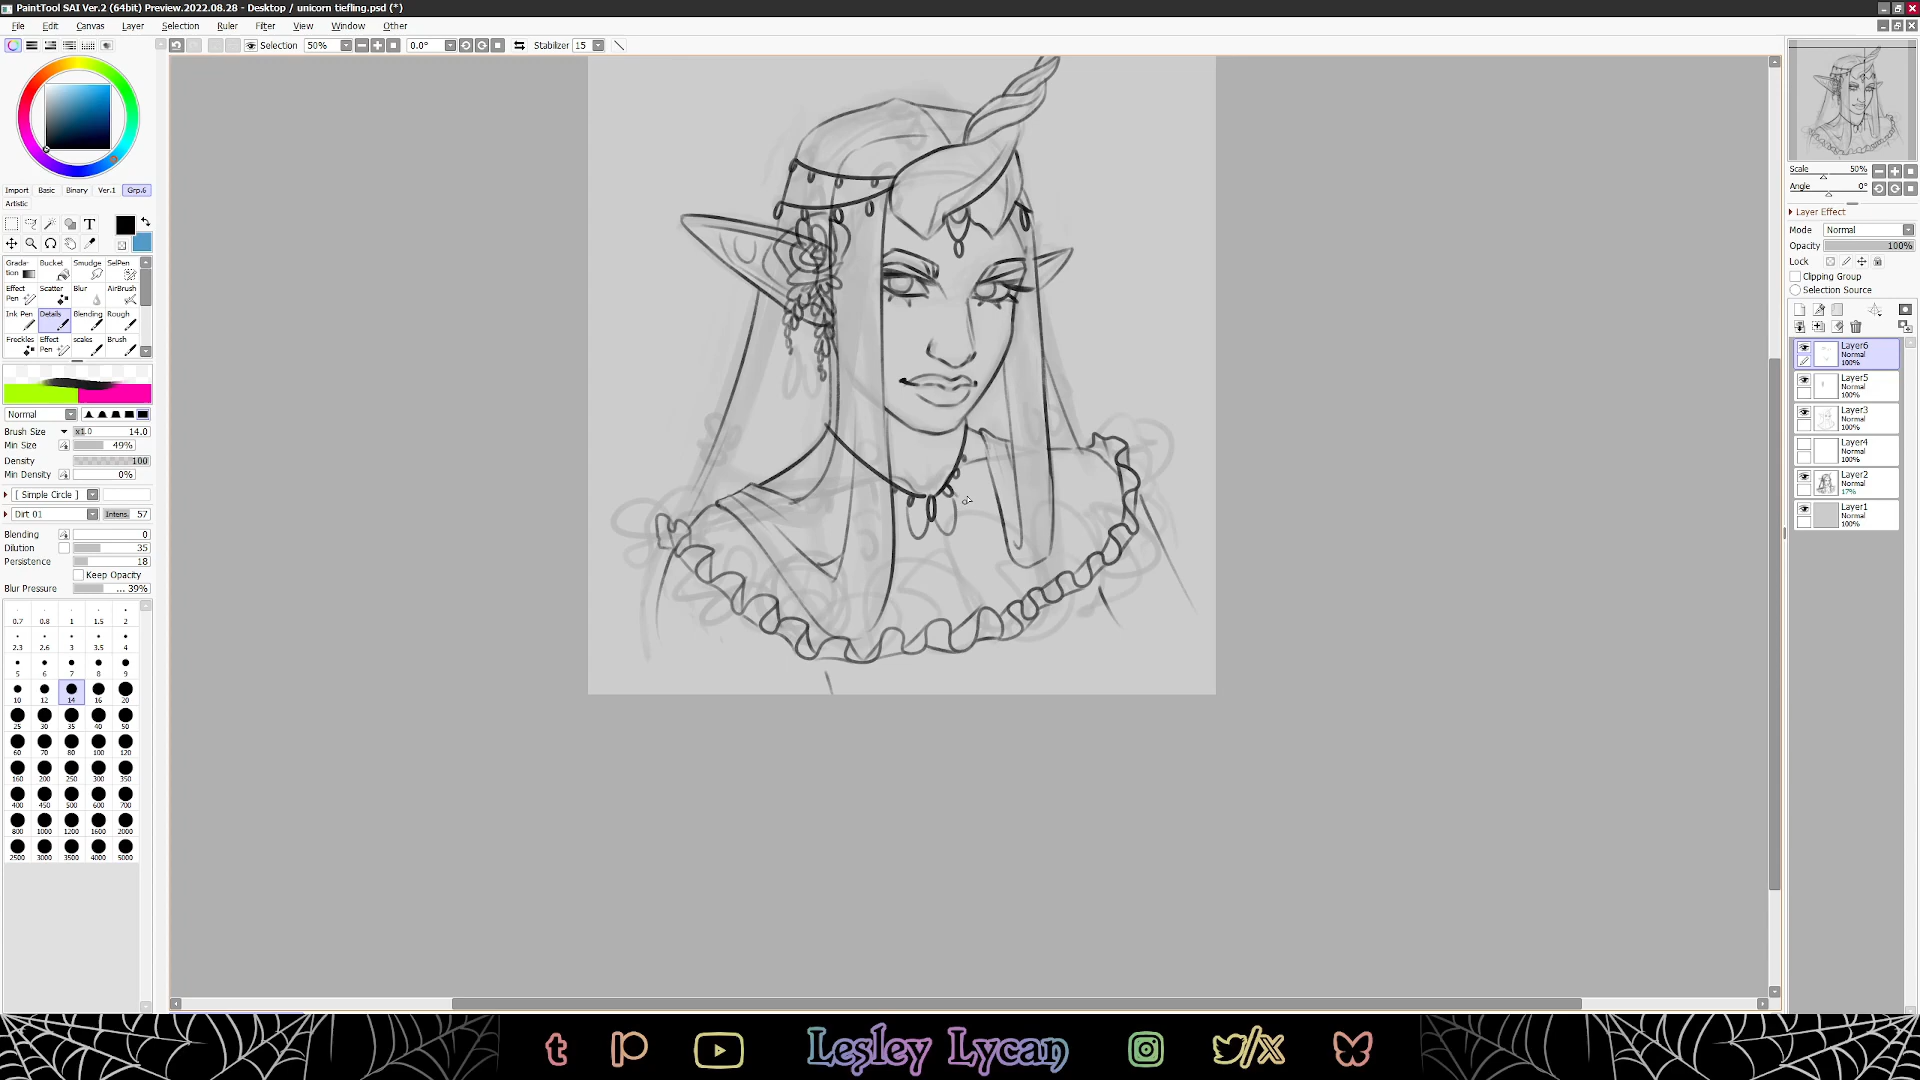 PaintTool SAI Ver.2 (64bit) Preview.2022.08.28 - Desktop / unicorn tiefling.psd (*)
File Edit Canvas Layer Selection Ruler Filter View Window Other
Selection 50% 0.0° Stabilizer 15
Import Basic Binary Ver.1 Grp.6
Artistic
T
Grada-tion Bucket Smudge SelPen
Effect Pen Scatter Blur AirBrush
Ink Pen Details Blending Rough
Freckles Effect Pen scales Brush
Normal
Brush Size x1.0 14.0
Min Size 49%
Density 100
Min Density 0%
[ Simple Circle ]
Dirt 01 Intens. 57
Blending 0
Dilution 35
Persistence 18
Keep Opacity
Blur Pressure ... 39%
0.7 0.8 1 1.5 2
2.3 2.6 3 3.5 4
5 6 7 8 9
10 12 14 16 20
25 30 35 40 50
60 70 80 100 120
160 200 250 300 350
400 450 500 600 700
800 1000 1200 1600 2000
2500 3000 3500 4000 5000
Scale 50%
Angle 0°
Layer Effect
Mode Normal
Opacity 100%
Lock
Clipping Group
Selection Source
Layer6
Normal
100%
Layer5
Normal
100%
Layer3
Normal
100%
Layer4
Normal
100%
Layer2
Normal
17%
Layer1
Normal
100%
Lesley Lycan